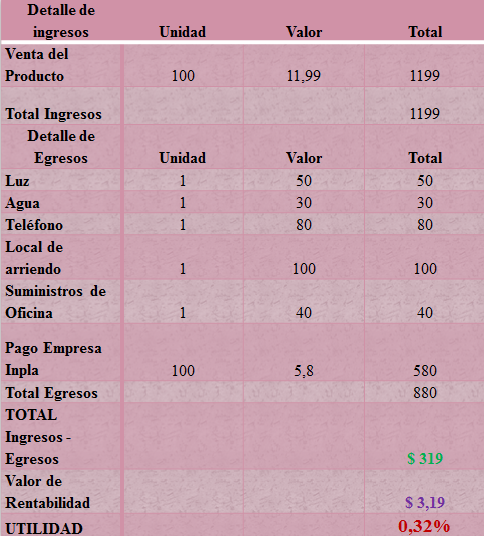 Detalle de
ingresos Unidad Valor Total
Venta del
Producto 100 11,99 1199
Total Ingresos 1199
Detalle de
Egresos Unidad Valor Total
Luz 1 50 50
Agua 1 30 30
Teléfono 1 80 80
Local de
arriendo 1 100 100
Suministros de
Oficina 1 40 40
Pago Empresa
Inpla 100 5,8 580
Total Egresos 880
TOTAL
Ingresos -
Egresos $ 319
Valor de
Rentabilidad $ 3,19
UTILIDAD 0,32%